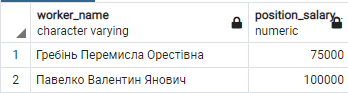 worker_name character varying
position_salary numeric
1 Гребінь Перемисла Орестівна 75000
2 Павелко Валентин Янович 100000